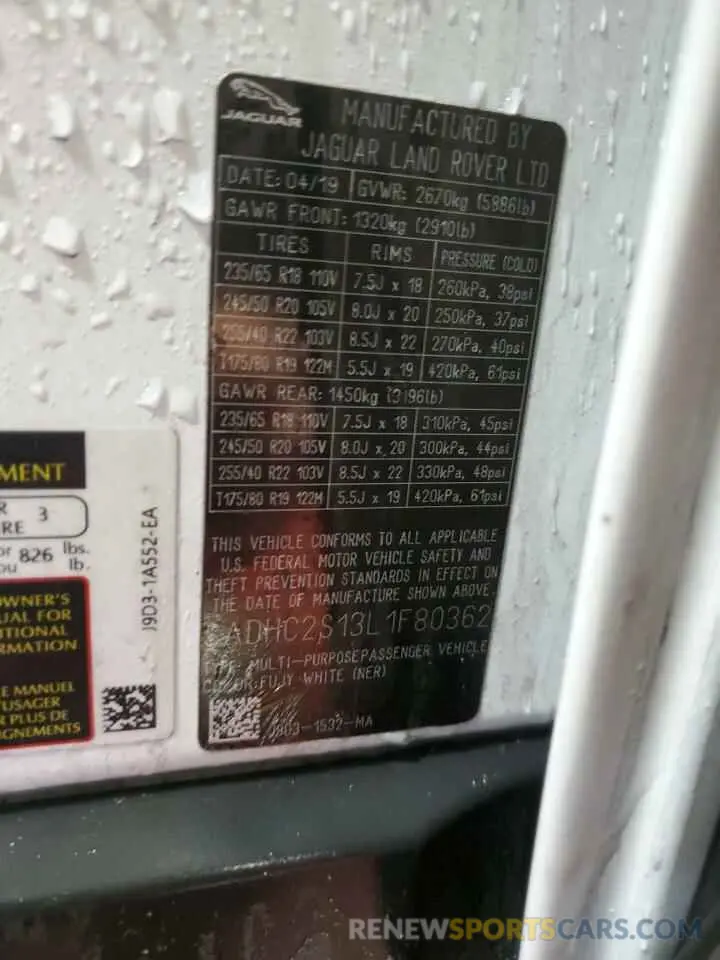 JAGUAR
MANUFACTURED BY
JAGUAR LAND ROVER LTD
DATE: 04/19 GVWR: 2670kg (5886lb)
GAWR FRONT: 1320kg (2910lb)
TIRES RIMS PRESSURE (COLD)
235/65 R18 110V 7.5J x 18 260kPa, 38psi
245/50 R20 105V 8.0J x 20 250kPa, 37psi
255/40 R22 103V 8.5J x 22 270kPa, 40psi
T175/80 R19 122M 5.5J x 19 420kPa, 61psi
GAWR REAR: 1450kg (3196lb)
235/65 R18 110V 7.5J x 18 310kPa, 45psi
245/50 R20 105V 8.0J x 20 300kPa, 44psi
255/40 R22 103V 8.5J x 22 330kPa, 48psi
T175/80 R19 122M 5.5J x 19 420kPa, 61psi
THIS VEHICLE CONFORMS TO ALL APPLICABLE
U.S. FEDERAL MOTOR VEHICLE SAFETY AND
THEFT PREVENTION STANDARDS IN EFFECT ON
THE DATE OF MANUFACTURE SHOWN ABOVE.
ADHC2S13L1F80362
TYPE: MULTI-PURPOSE PASSENGER VEHICLE
COLOR: FUJY WHITE (NER)
J9D3-1532-MA
MENT
R 3
RE
or 826 lbs.
ou lb.
OWNER'S
UAL FOR
ITIONAL
RMATION
E MANUEL
'USAGER
R PLUS DE
IGNEMENTS
J9D3-1A552-EA
RENEWSPORTSCARS.COM